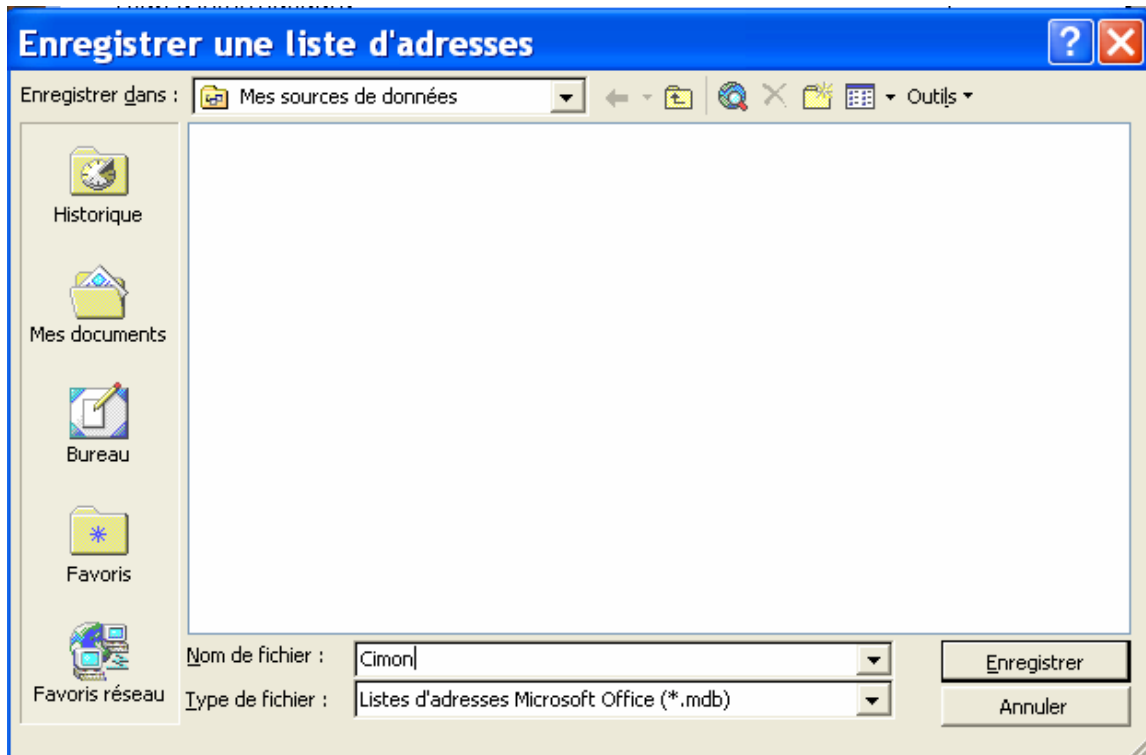 Enregistrer une liste d'adresses
Enregistrer dans : Mes sources de données Outils
Historique
Mes documents
Bureau
Favoris
Favoris réseau
Nom de fichier : Cimon Enregistrer
Type de fichier : Listes d'adresses Microsoft Office (*.mdb) Annuler